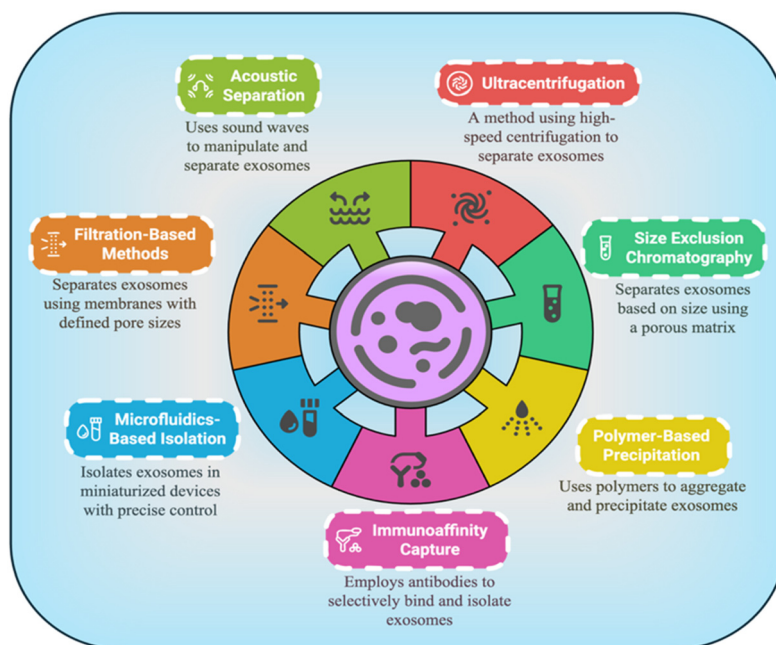 Acoustic
Separation
Uses sound waves
to manipulate and
separate exosomes
Ultracentrifugation
A method using high-
speed centrifugation to
separate exosomes
Filtration-Based
Methods
Separates exosomes
using membranes with
defined pore sizes
Size Exclusion
Chromatography
Separates exosomes
based on size using
a porous matrix
Microfluidics-
Based Isolation
Isolates exosomes in
miniaturized devices
with precise control
Polymer-Based
Precipitation
Uses polymers to aggregate
and precipitate exosomes
Immunoaffinity
Capture
Employs antibodies to
selectively bind and isolate
exosomes